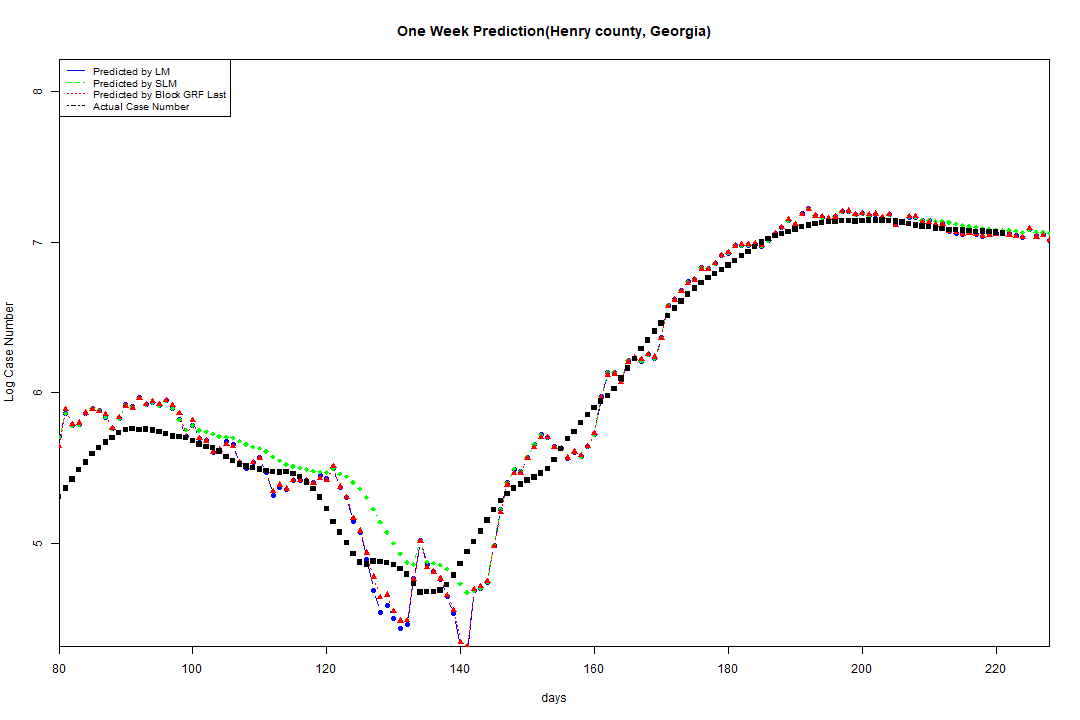 One Week Prediction(Henry county, Georgia)
Predicted by LM
Predicted by SLM
Predicted by Block GRF Last
Actual Case Number
8
7
6
5
Log Case Number
80 100 120 140 160 180 200 220
days